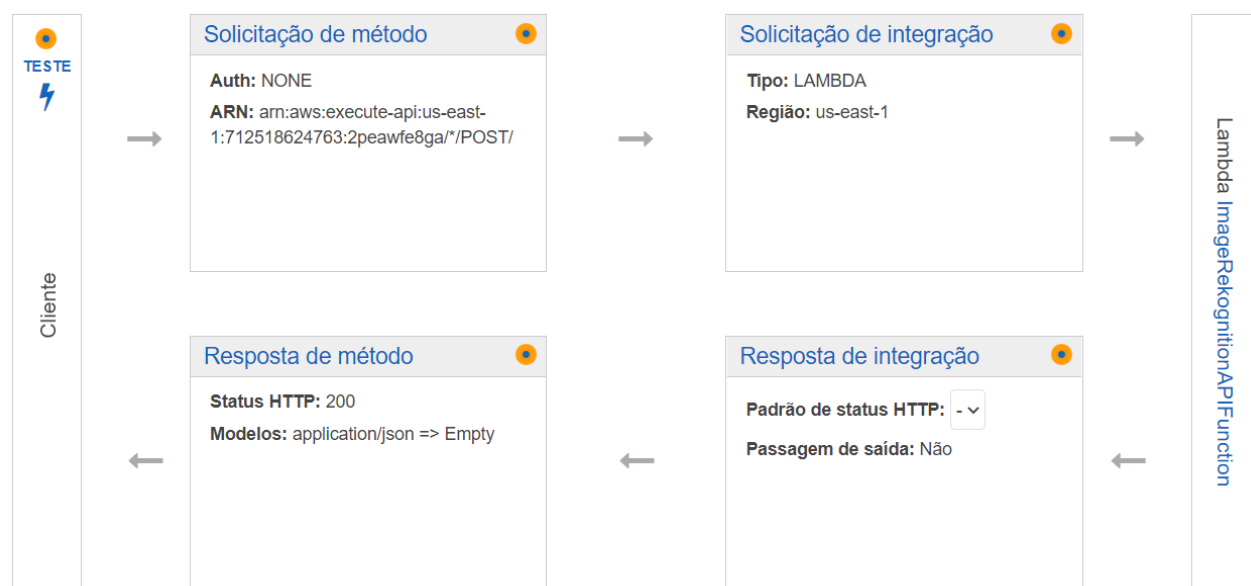 TESTE
Cliente
Solicitação de método
Auth: NONE
ARN: arn:aws:execute-api:us-east-
1:712518624763:2peawfe8ga/*/POST/
Solicitação de integração
Tipo: LAMBDA
Região: us-east-1
Lambda ImageRekognitionAPIFunction
Resposta de método
Status HTTP: 200
Modelos: application/json => Empty
Resposta de integração
Padrão de status HTTP: -
Passagem de saída: Não